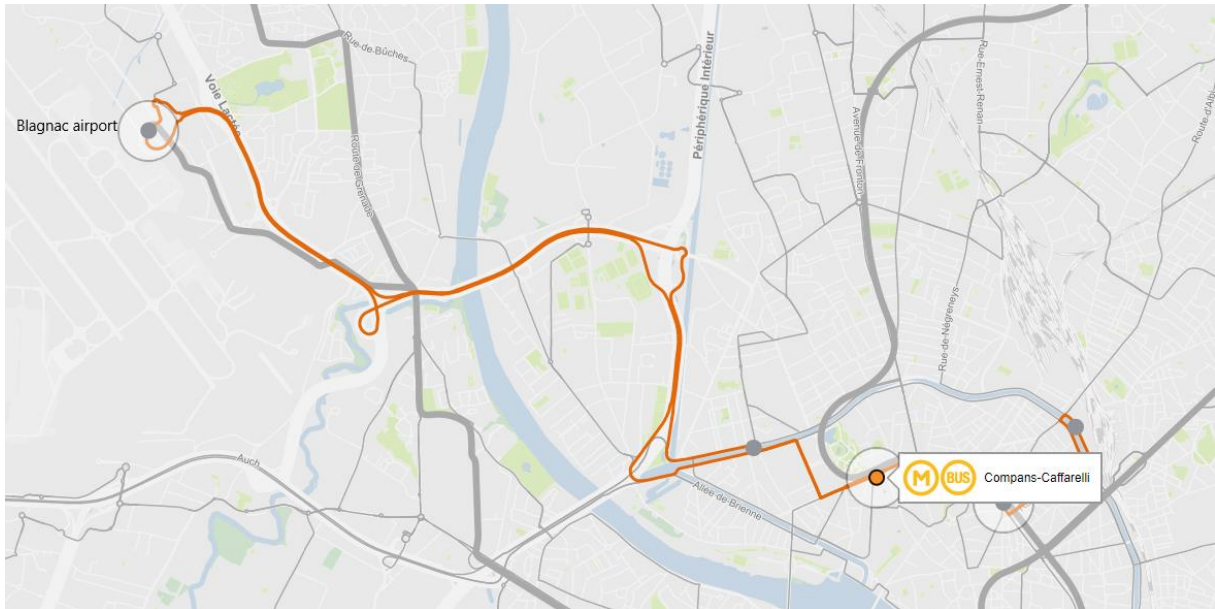 Rue-de-Bûches
Voie Lactée
Blagnac airport
Route-de-Grenade
Périphérique Intérieur
Avenue-de-Fronton
Rue-Ernest-Renan
Route-d'Albi
Rue-de-Négreneys
Auch
Allée-de-Brienne
M BUS Compans-Caffarelli